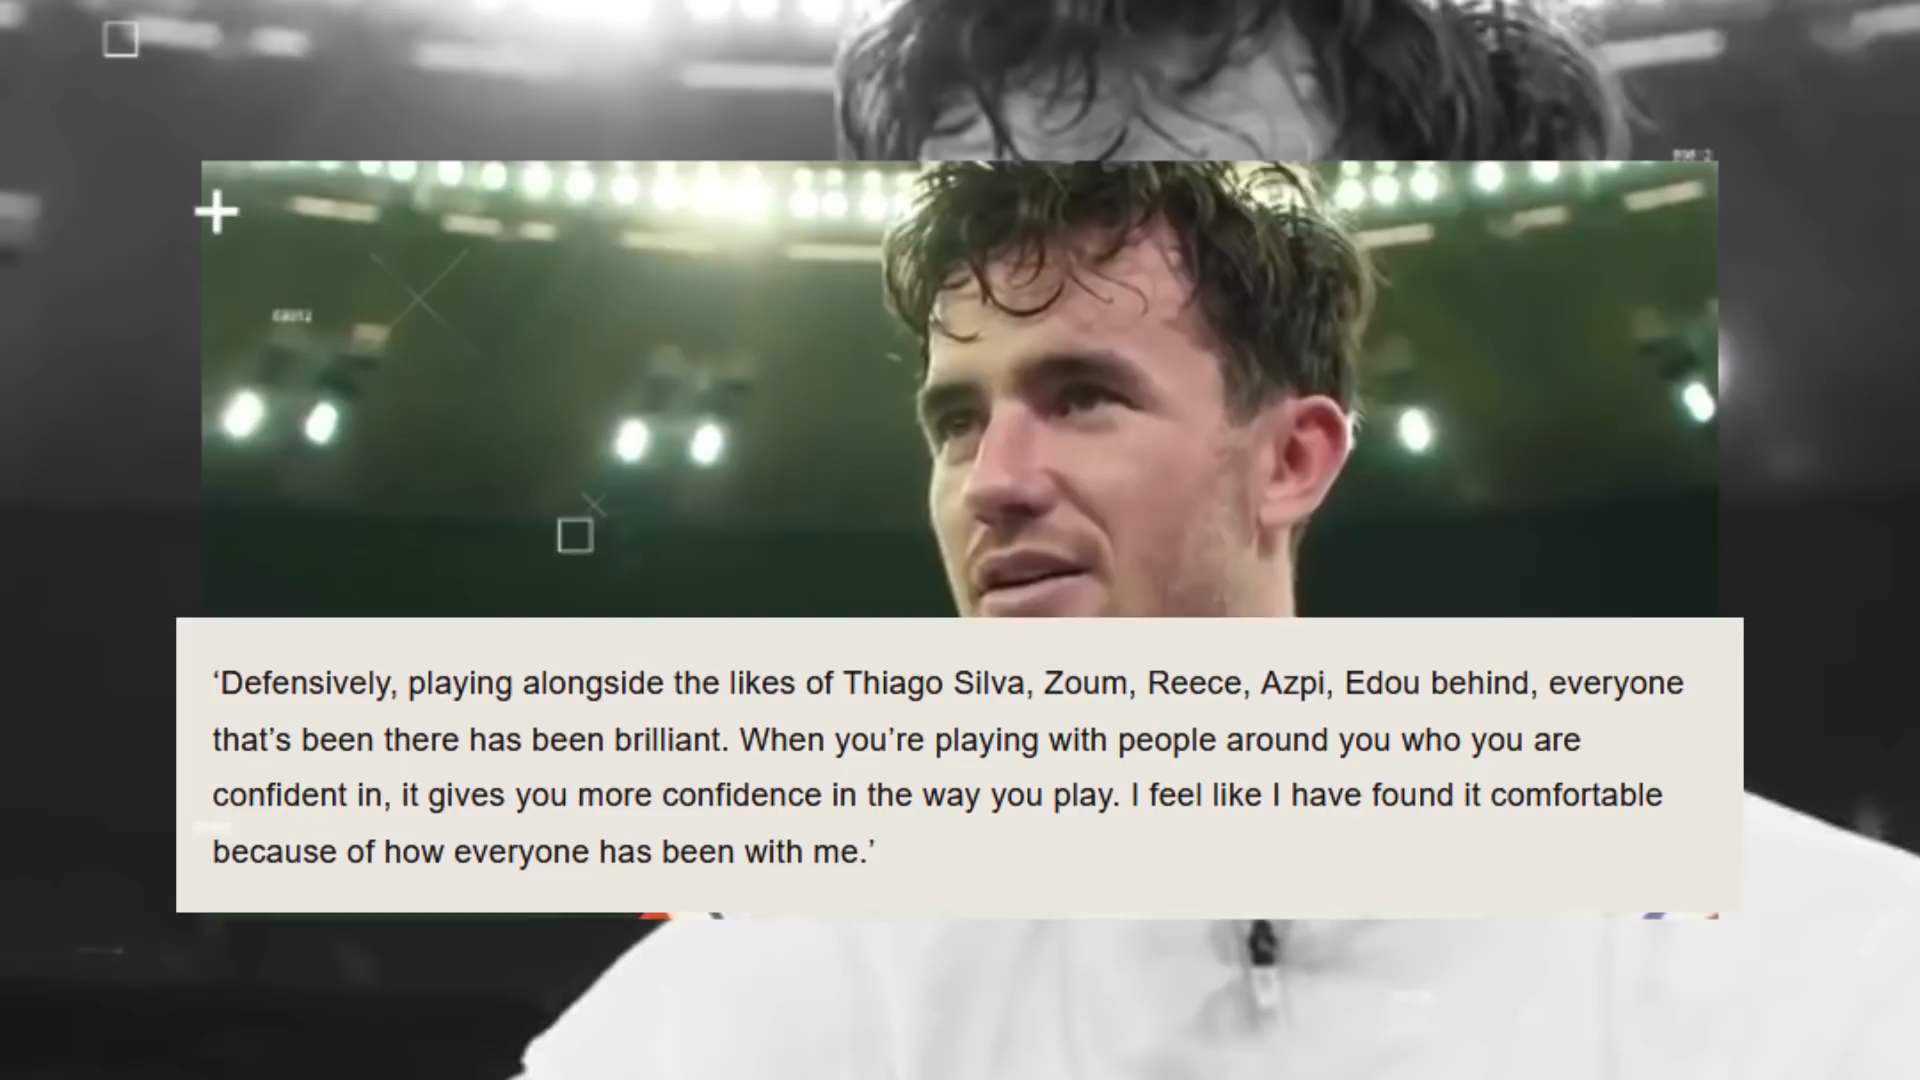 ‘Defensively, playing alongside the likes of Thiago Silva, Zoum, Reece, Azpi, Edou behind, everyone
that’s been there has been brilliant. When you’re playing with people around you who you are
confident in, it gives you more confidence in the way you play. I feel like I have found it comfortable
because of how everyone has been with me.’